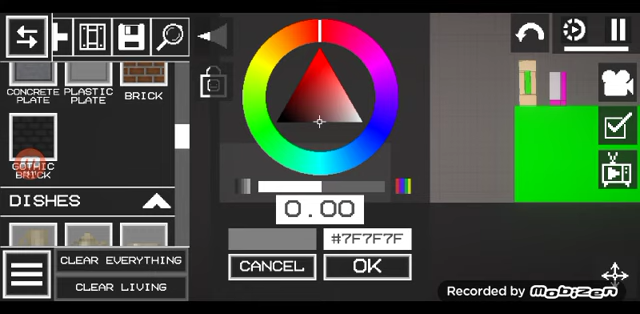 CONCRETE
PLATE
PLASTIC
PLATE
BRICK
GOTHIC
BRICK
DISHES
CLEAR EVERYTHING
CLEAR LIVING
0.00
#7F7F7F
CANCEL
OK
Recorded by Mobizen